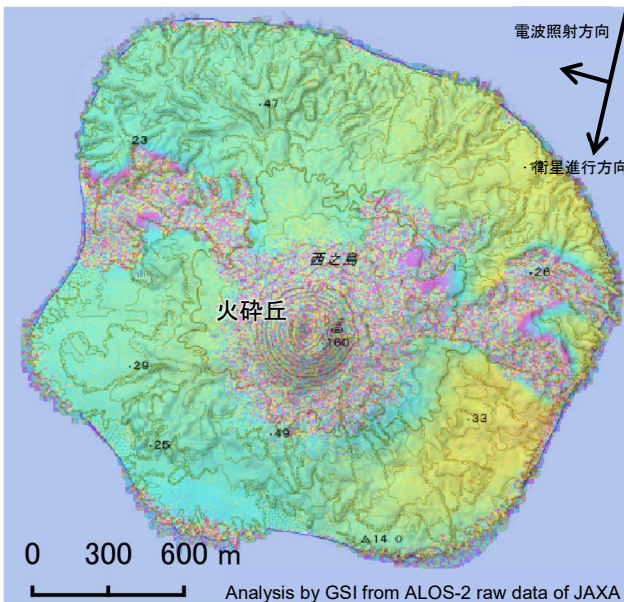 電波照射方向
・47
・23
衛星進行方向
西之島
・26
火砕丘
160
・29
・33
・49
・25
△14.0
0 300 600 m
Analysis by GSI from ALOS-2 raw data of JAXA